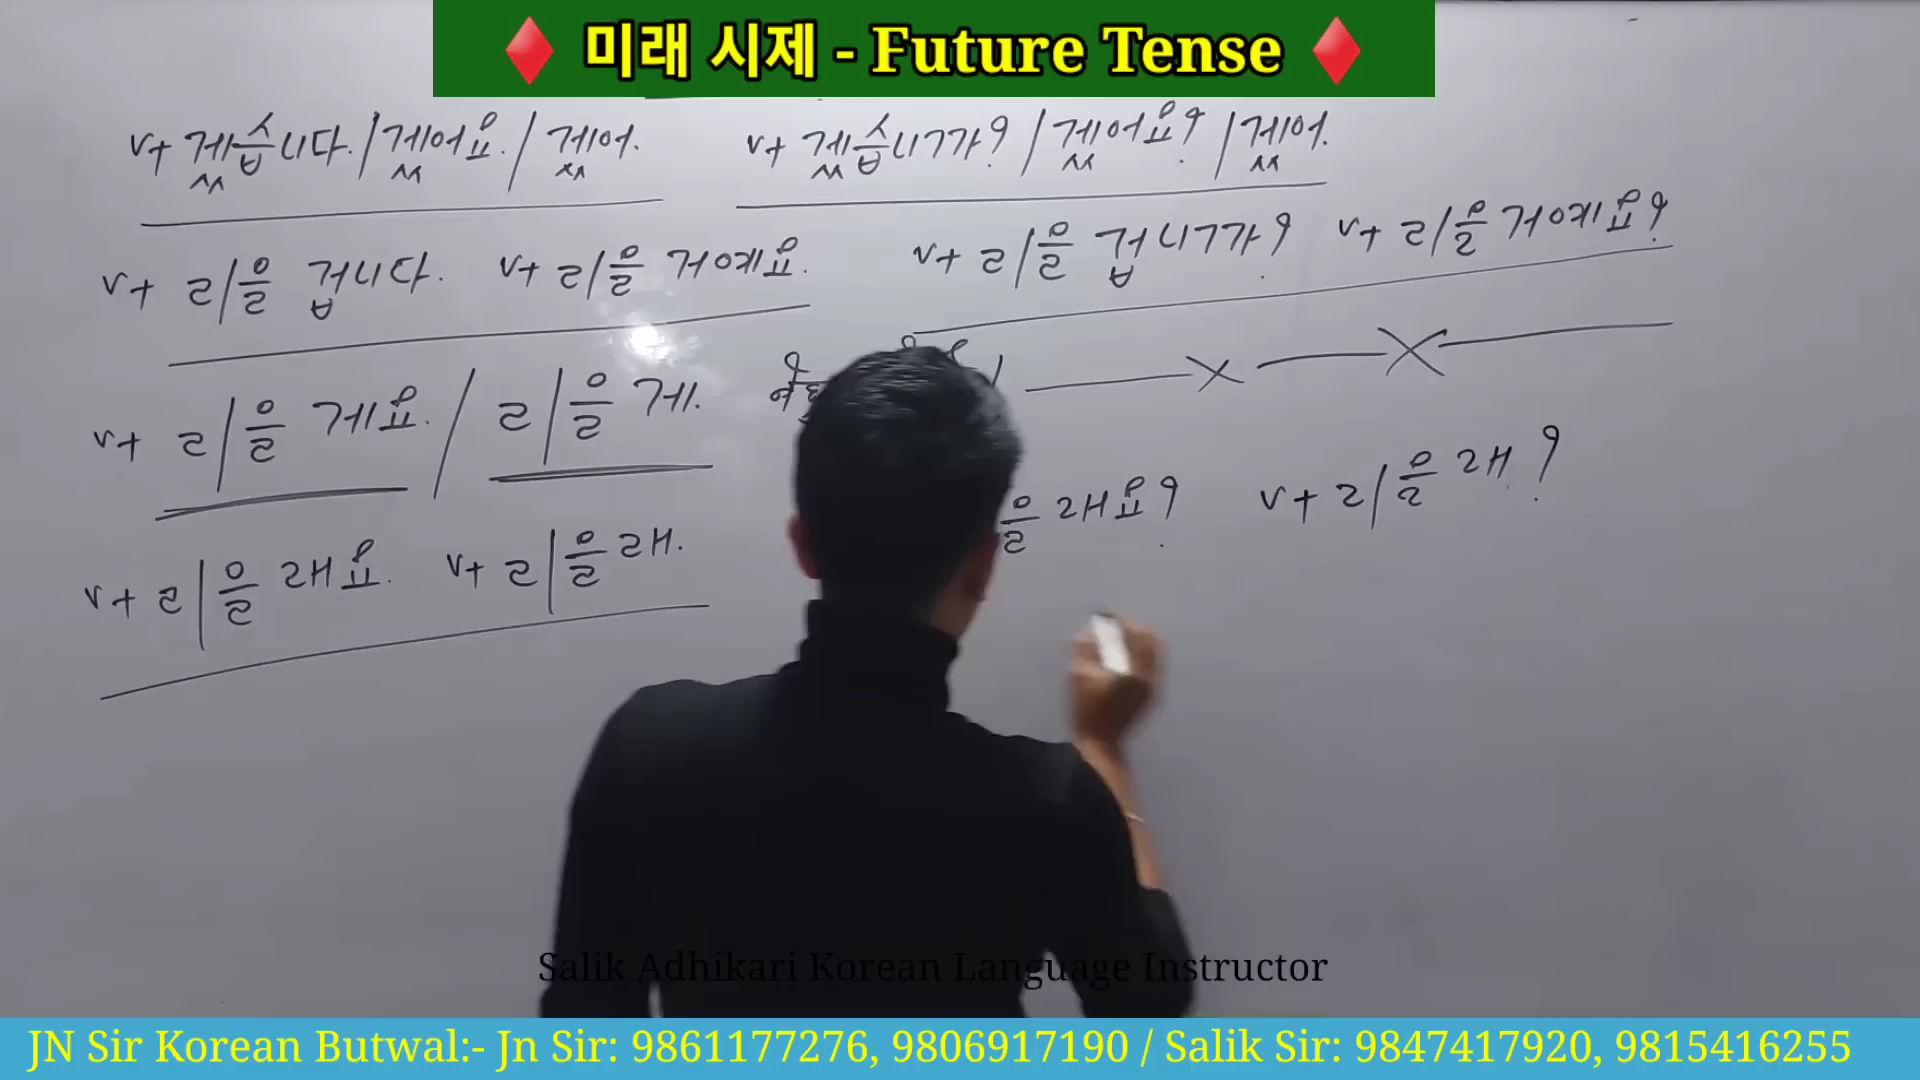 ♦ 미래 시제 - Future Tense ♦
v+ 겠습니다. / 겠어요. / 겠어. v+ 겠습니까? / 겠어요? / 겠어.
v+ ㄹ/을 겁니다. v+ ㄹ/을 거예요. v+ ㄹ/을 겁니까? v+ ㄹ/을 거예요?
v+ ㄹ/을 게요. / ㄹ/을 게.
v+ ㄹ/을 래요. v+ ㄹ/을 래. 을 래요? v+ ㄹ/을 래?
Salik Adhikari Korean Language Instructor
JN Sir Korean Butwal:- Jn Sir: 9861177276, 9806917190 / Salik Sir: 9847417920, 9815416255